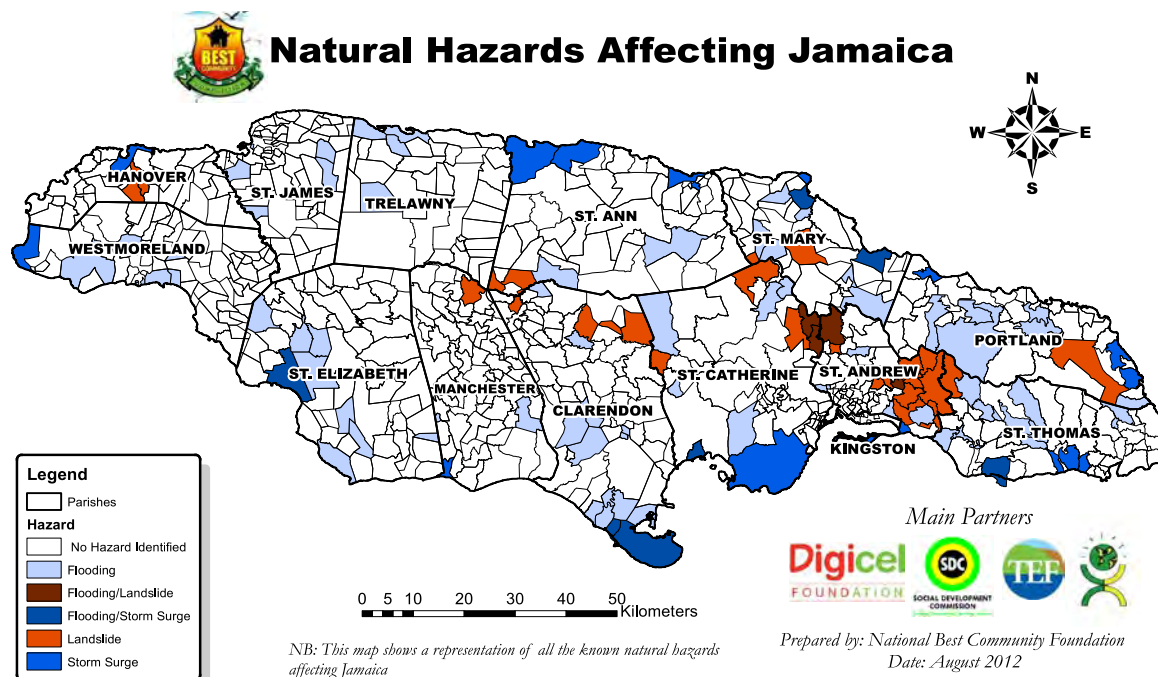 BEST
COMMUNITY
Natural Hazards Affecting Jamaica
N
W
E
S
HANOVER
ST. JAMES
TRELAWNY
ST. ANN
ST. MARY
WESTMORELAND
PORTLAND
ST. ELIZABETH
MANCHESTER
ST. CATHERINE
ST. ANDREW
CLARENDON
ST. THOMAS
KINGSTON
Legend
Parishes
Hazard
No Hazard Identified
Flooding
Flooding/Landslide
Flooding/Storm Surge
Landslide
Storm Surge
0 5 10 20 30 40 50
Kilometers
NB: This map shows a representation of all the known natural hazards
affecting Jamaica
Main Partners
Digicel
FOUNDATION
SDC
SOCIAL DEVELOPMENT
COMMISSION
TEF
Prepared by: National Best Community Foundation
Date: August 2012